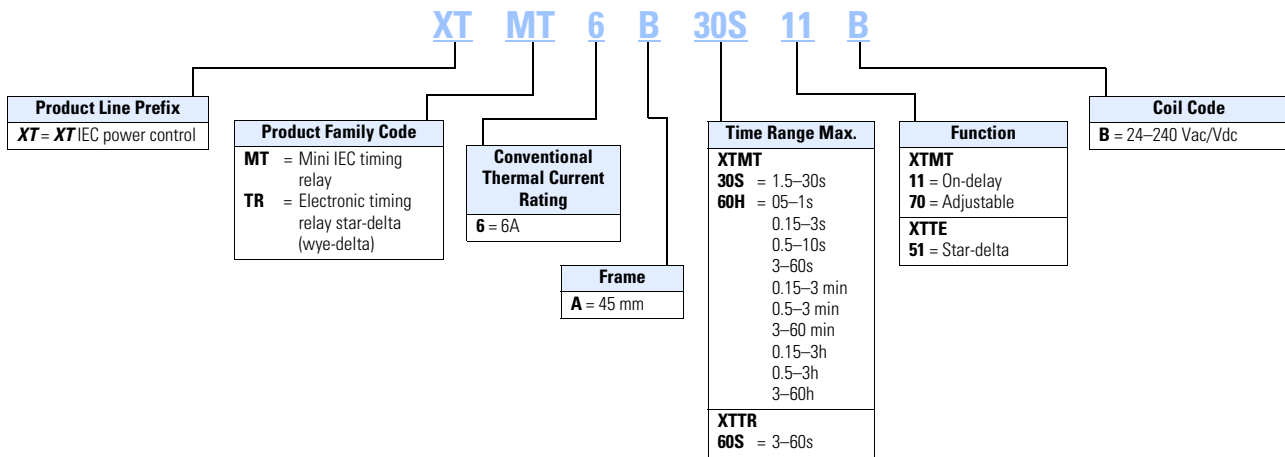 XT MT 6 B 30S 11 B
Product Line Prefix
XT = XT IEC power control
Product Family Code
MT = Mini IEC timing
relay
TR = Electronic timing
relay star-delta
(wye-delta)
Conventional
Thermal Current
Rating
6 = 6A
Frame
A = 45 mm
Time Range Max.
XTMT
30S = 1.5–30s
60H = 05–1s
0.15–3s
0.5–10s
3–60s
0.15–3 min
0.5–3 min
3–60 min
0.15–3h
0.5–3h
3–60h
XTTR
60S = 3–60s
Function
XTMT
11 = On-delay
70 = Adjustable
XTTE
51 = Star-delta
Coil Code
B = 24–240 Vac/Vdc